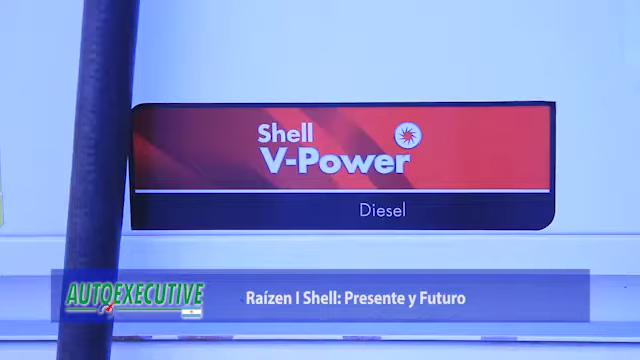 Shell
V-Power
Diesel
AUTOEXECUTIVE
Raízen I Shell: Presente y Futuro